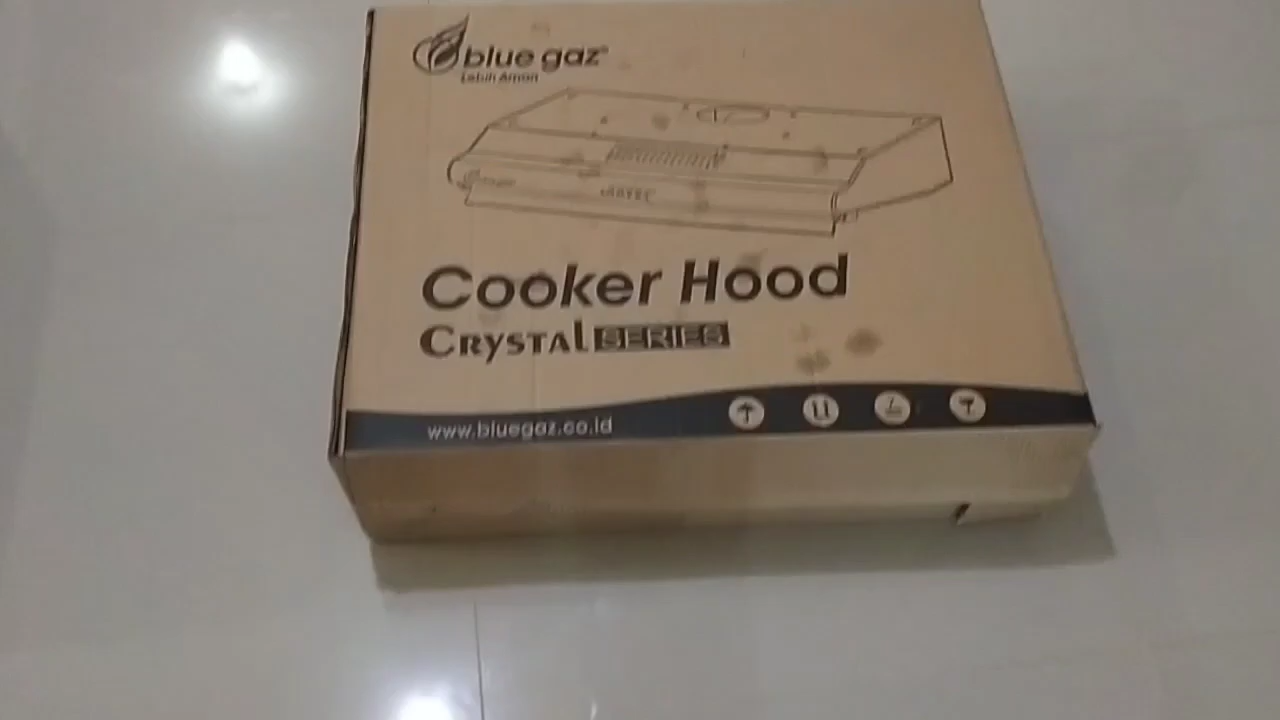 blue gaz
Lebih Aman
Cooker Hood
Crystal SERIES
www.bluegaz.co.id